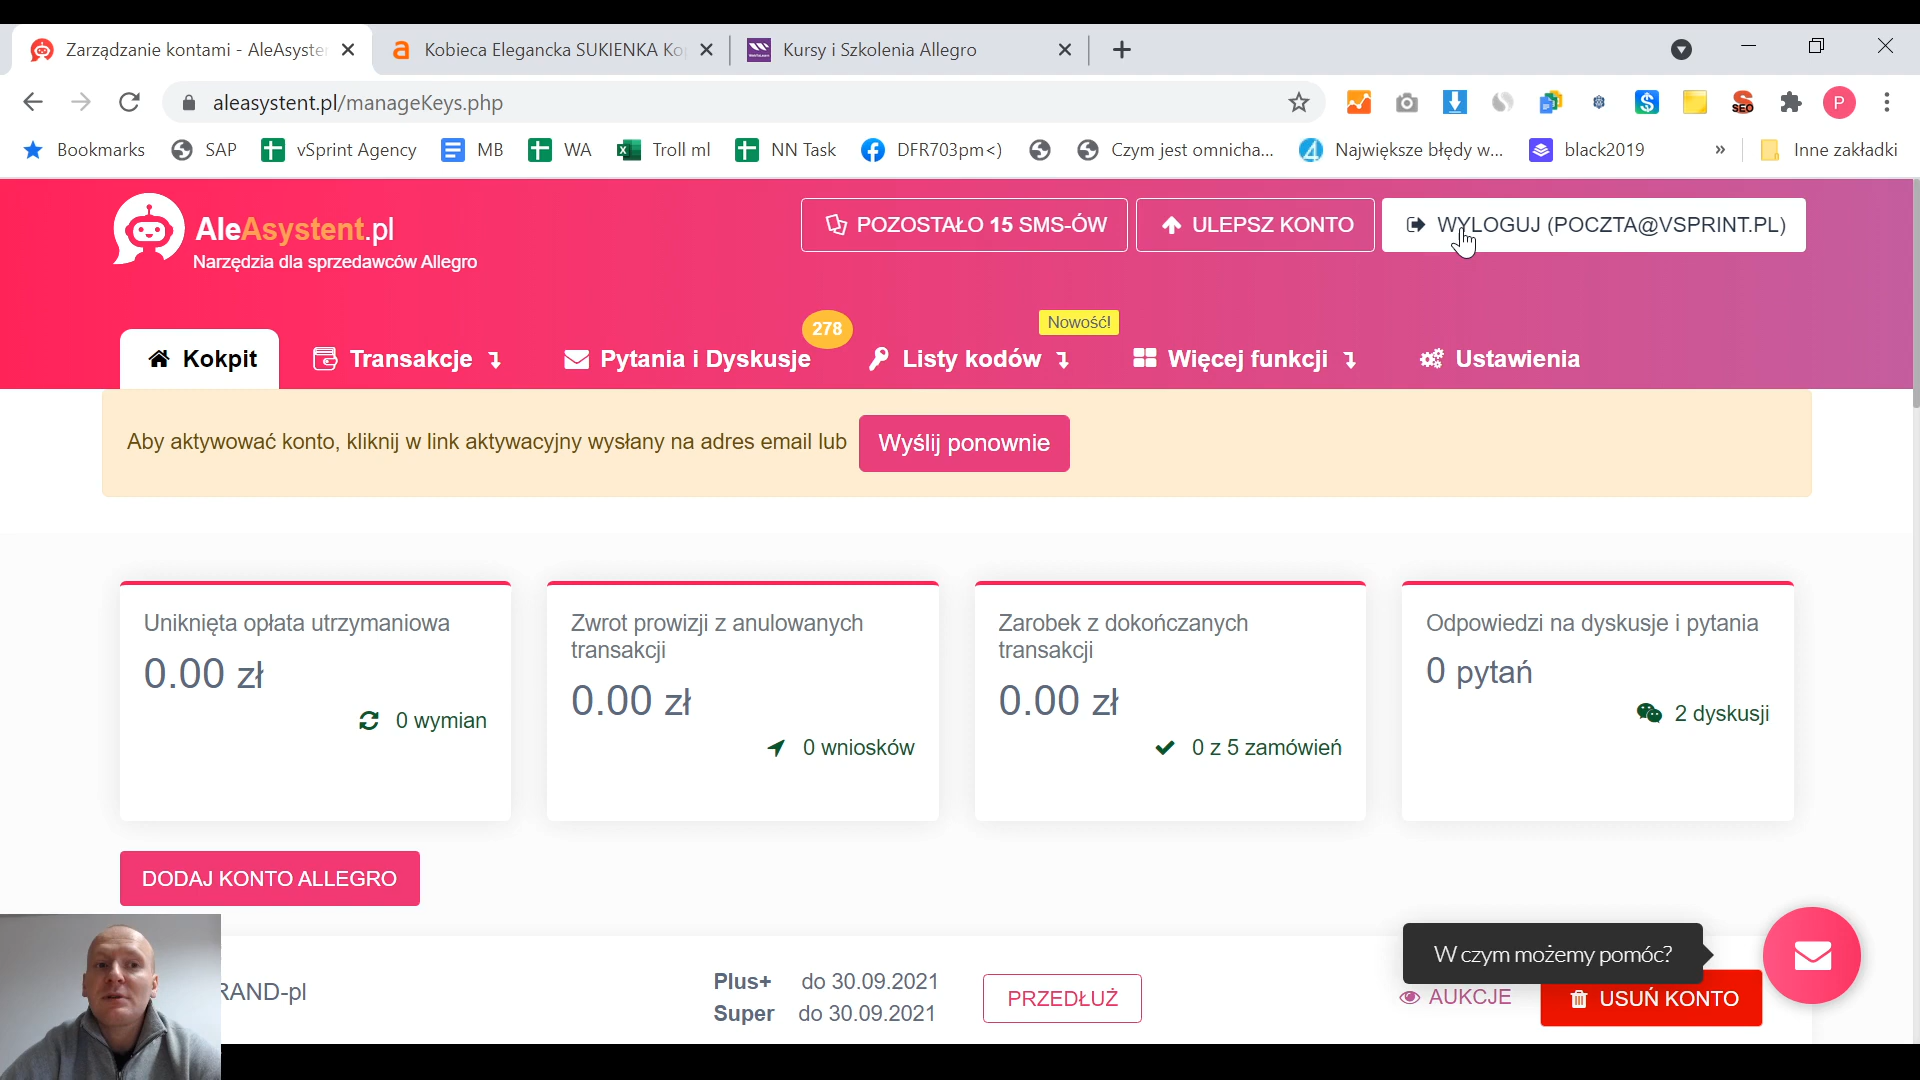 Zarządzanie kontami - AleAsyste
Kobieca Elegancka SUKIENKA Ko
Kursy i Szkolenia Allegro
aleasystent.pl/manageKeys.php
SEO
P
Bookmarks
SAP
vSprint Agency
MB
WA
Troll ml
NN Task
DFR703pm<)
Czym jest omnicha...
Największe błędy w...
black2019
»
Inne zakładki
AleAsystent.pl
Narzędzia dla sprzedawców Allegro
POZOSTAŁO 15 SMS-ÓW
ULEPSZ KONTO
WYLOGUJ (POCZTA@VSPRINT.PL)
278
Nowość!
Kokpit
Transakcje
Pytania i Dyskusje
Listy kodów
Więcej funkcji
Ustawienia
Aby aktywować konto, kliknij w link aktywacyjny wysłany na adres email lub
Wyślij ponownie
Uniknięta opłata utrzymaniowa
0.00 zł
0 wymian
Zwrot prowizji z anulowanych
transakcji
0.00 zł
0 wniosków
Zarobek z dokończanych
transakcji
0.00 zł
0 z 5 zamówień
Odpowiedzi na dyskusje i pytania
0 pytań
2 dyskusji
DODAJ KONTO ALLEGRO
RAND-pl
Plus+ do 30.09.2021
Super do 30.09.2021
PRZEDŁUŻ
W czym możemy pomóc?
AUKCJE
USUŃ KONTO